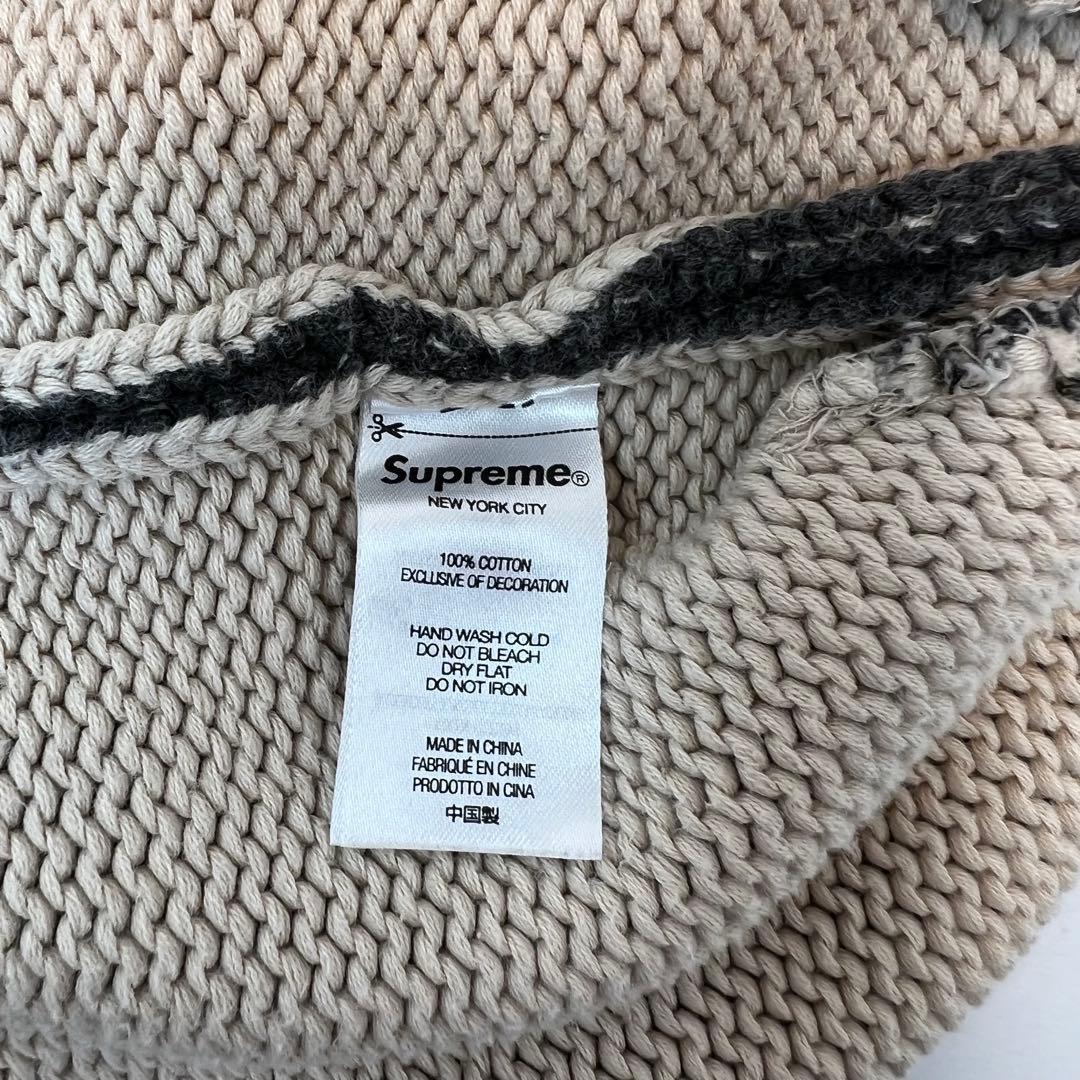 Supreme®
NEW YORK CITY
100% COTTON
EXCLUSIVE OF DECORATION
HAND WASH COLD
DO NOT BLEACH
DRY FLAT
DO NOT IRON
MADE IN CHINA
FABRIQUÉ EN CHINE
PRODOTTO IN CINA
中国製